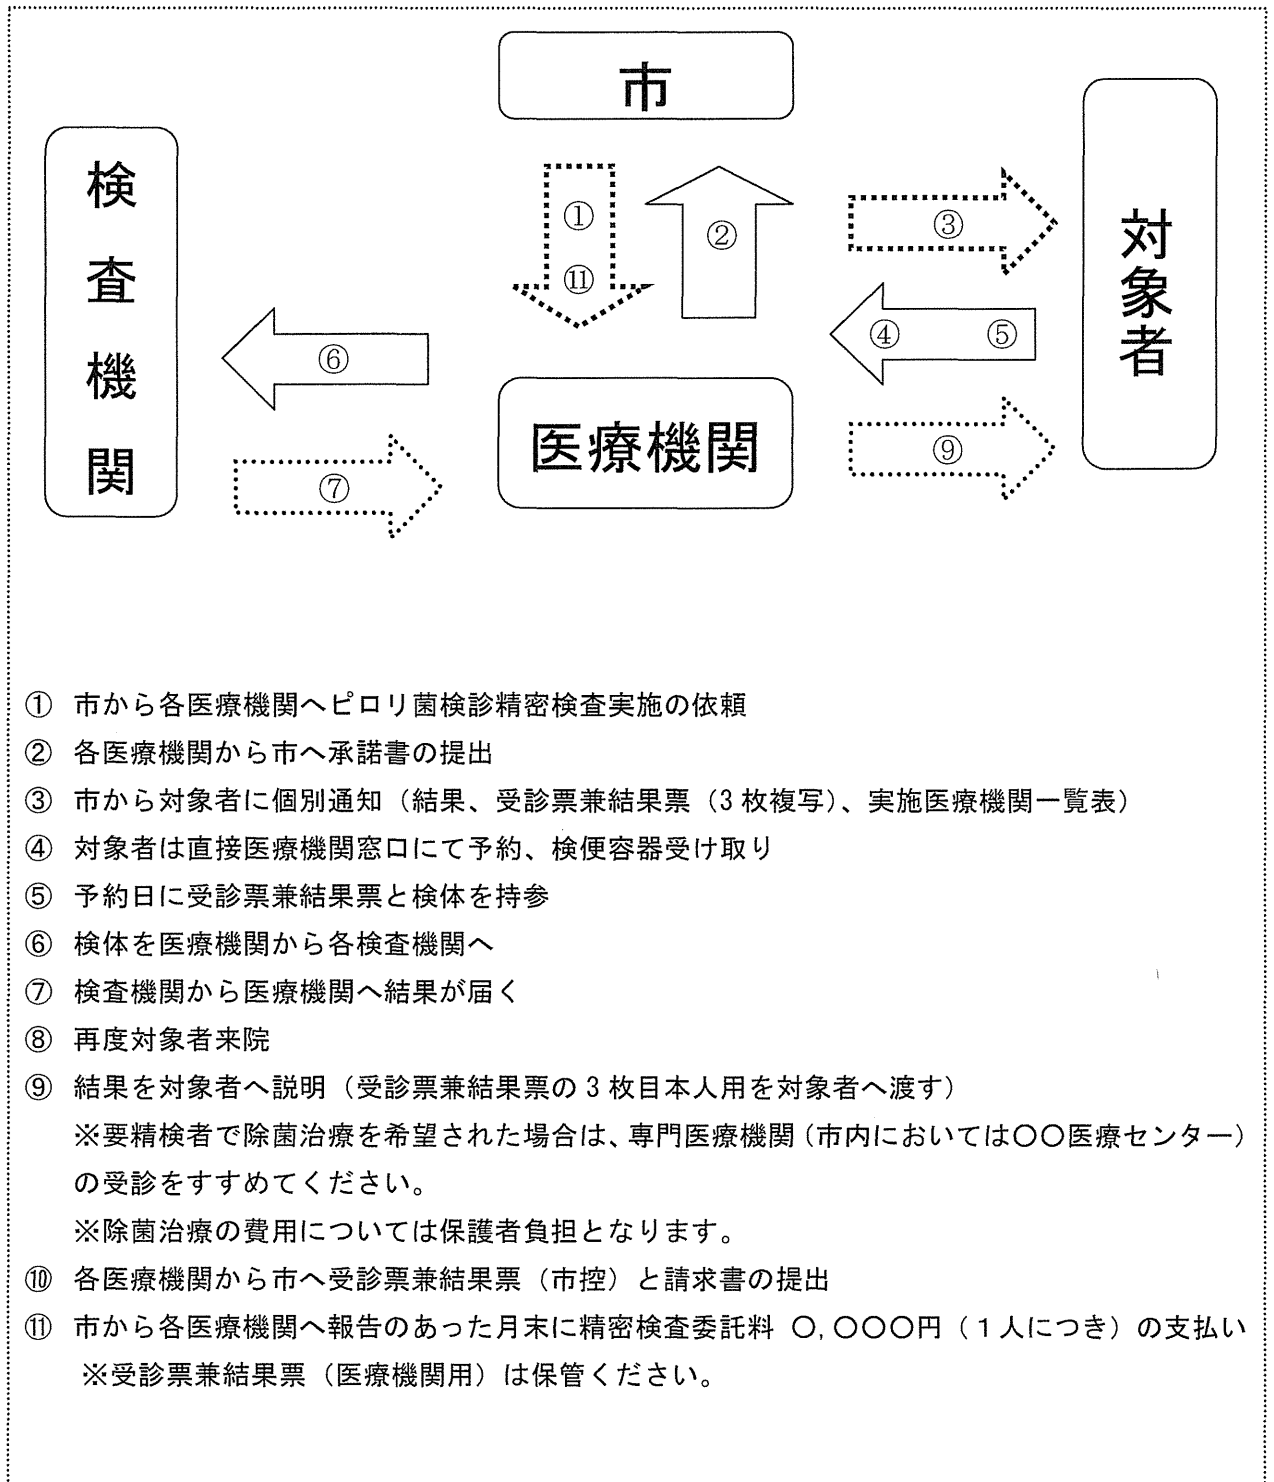 市
検査機関
対象者
①
⑪
②
③
④
⑤
⑥
医療機関
⑨
⑦
① 市から各医療機関へピロリ菌検診精密検査実施の依頼
② 各医療機関から市へ承諾書の提出
③ 市から対象者に個別通知（結果、受診票兼結果票（3枚複写）、実施医療機関一覧表）
④ 対象者は直接医療機関窓口にて予約、検便容器受け取り
⑤ 予約日に受診票兼結果票と検体を持参
⑥ 検体を医療機関から各検査機関へ
⑦ 検査機関から医療機関へ結果が届く
⑧ 再度対象者来院
⑨ 結果を対象者へ説明（受診票兼結果票の3枚目本人用を対象者へ渡す）
※要精検者で除菌治療を希望された場合は、専門医療機関（市内においては〇〇医療センター）
の受診をすすめてください。
※除菌治療の費用については保護者負担となります。
⑩ 各医療機関から市へ受診票兼結果票（市控）と請求書の提出
⑪ 市から各医療機関へ報告のあった月末に精密検査委託料 〇,〇〇〇円（１人につき）の支払い
※受診票兼結果票（医療機関用）は保管ください。